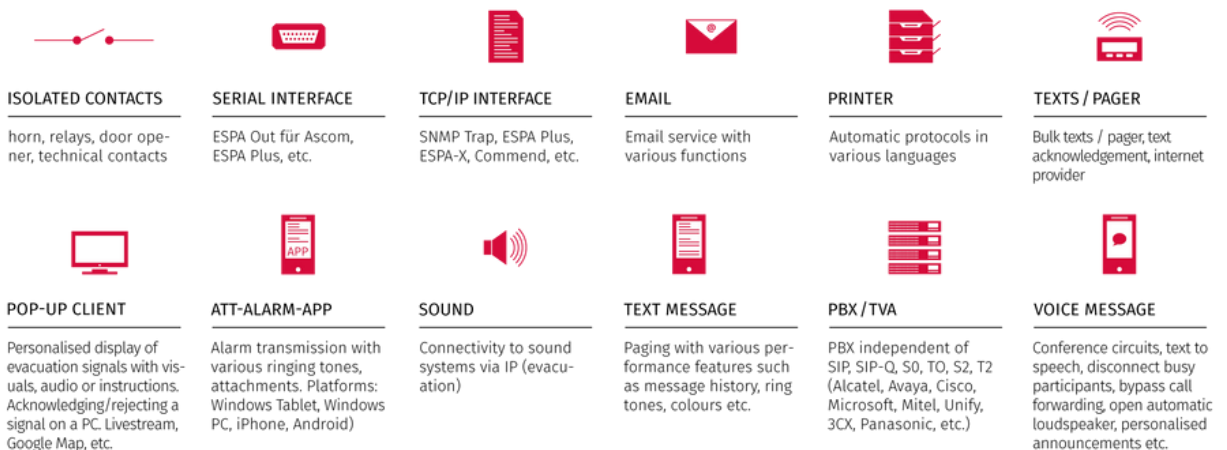 @
ISOLATED CONTACTS
horn, relays, door ope-
ner, technical contacts
SERIAL INTERFACE
ESPA Out für Ascom,
ESPA Plus, etc.
TCP/IP INTERFACE
SNMP Trap, ESPA Plus,
ESPA-X, Commend, etc.
EMAIL
Email service with
various functions
PRINTER
Automatic protocols in
various languages
TEXTS / PAGER
Bulk texts / pager, text
acknowledgement, internet
provider
POP-UP CLIENT
Personalised display of
evacuation signals with vis-
uals, audio or instructions.
Acknowledging/rejecting a
signal on a PC. Livestream,
Google Map, etc.
APP
ATT-ALARM-APP
Alarm transmission with
various ringing tones,
attachments. Platforms:
Windows Tablet, Windows
PC, iPhone, Android)
SOUND
Connectivity to sound
systems via IP (evacu-
ation)
TEXT MESSAGE
Paging with various per-
formance features such
as message history, ring
tones, colours etc.
PBX / TVA
PBX independent of
SIP, SIP-Q, S0, TO, S2, T2
(Alcatel, Avaya, Cisco,
Microsoft, Mitel, Unify,
3CX, Panasonic, etc.)
VOICE MESSAGE
Conference circuits, text to
speech, disconnect busy
participants, bypass call
forwarding, open automatic
loudspeaker, personalised
announcements etc.